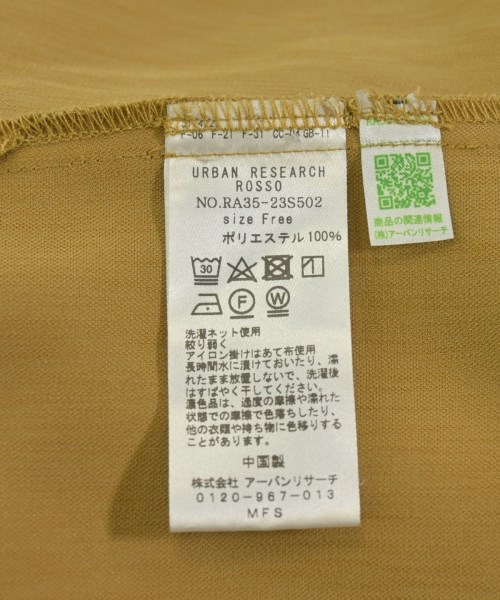 F-06 F-21 F-31 CC-04 GB-11
URBAN RESEARCH
ROSSO
NO.RA35-23S502
size Free
ポリエステル 100%
30
F W
洗濯ネット使用
絞り弱く
アイロン掛けはあて布使用
長時間水に漬けておいたり、濡
れたまま放置しないで、洗濯後
はすばやく干してください。
濃色品は、過度の摩擦や濡れた
状態での摩擦で色落ちしたり、
他の衣類や持ち物に色移りする
ことがあります。
中国製
株式会社 アーバンリサーチ
0120-967-013
MFS
商品の関連情報
(株)アーバンリサーチ